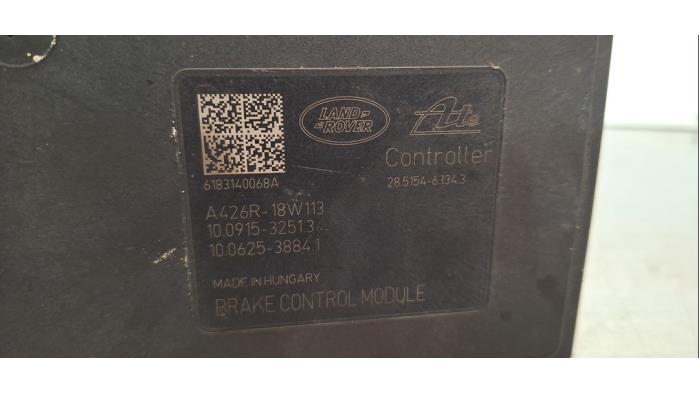 LAND
ROVER
Ate
Controller
6183140068A
28.5154-6334.3
A426R-18W113
10.0915-3251.3
10.0625-3884.1
MADE IN HUNGARY
BRAKE CONTROL MODULE